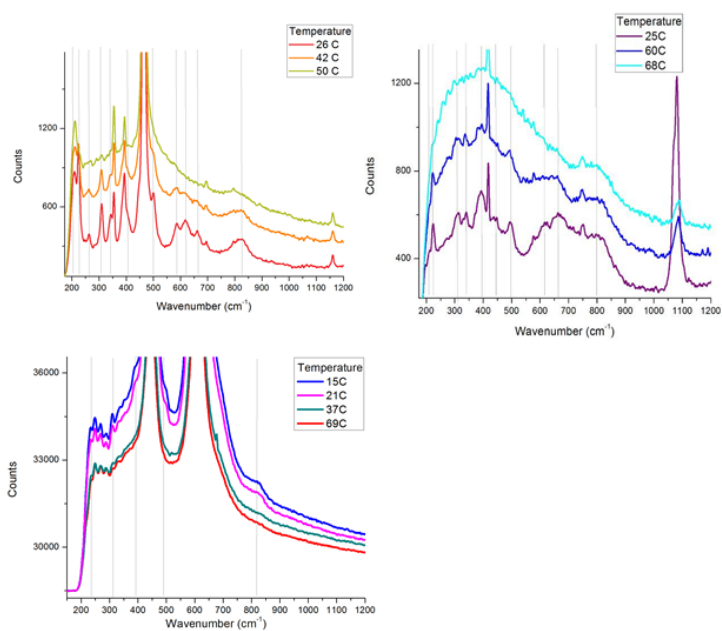 Temperature
26 C
42 C
50 C
1200
600
Counts
200 300 400 500 600 700 800 900 1000 1100 1200
Wavenumber (cm-1)
Temperature
25C
60C
68C
1200
800
400
Counts
200 300 400 500 600 700 800 900 1000 1100 1200
Wavenumber (cm⁻¹)
Temperature
15C
21C
37C
69C
36000
33000
30000
Counts
200 300 400 500 600 700 800 900 1000 1100 1200
Wavenumber (cm⁻¹)